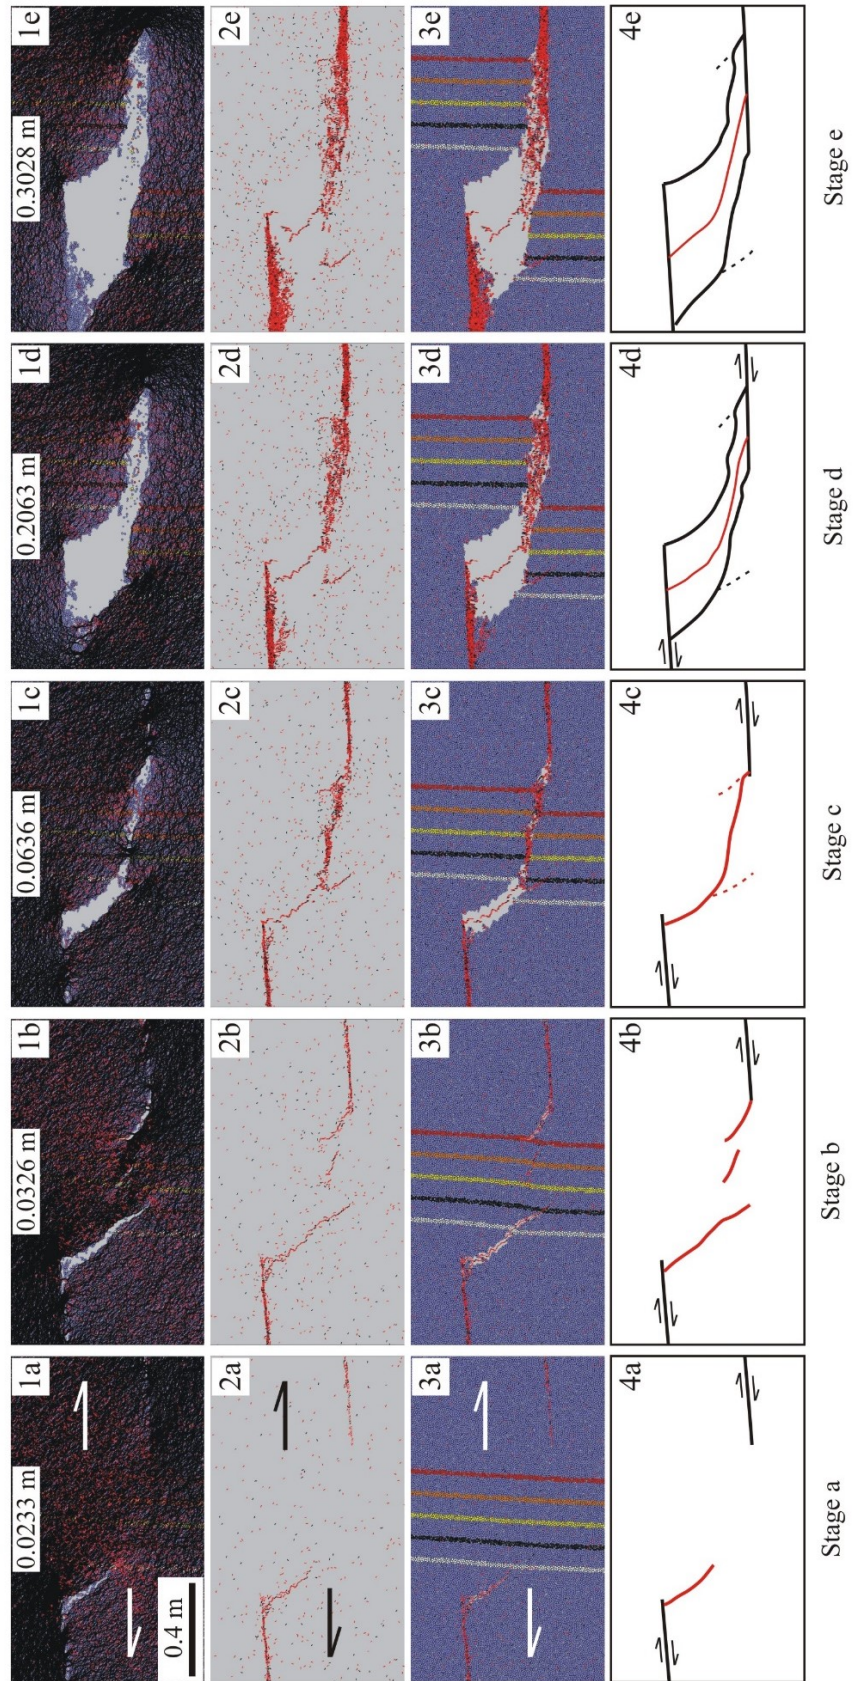 0.0233 m
0.0326 m
0.0636 m
0.2063 m
0.3028 m
1a
1b
1c
1d
1e
0.4 m
2a
2b
2c
2d
2e
3a
3b
3c
3d
3e
4a
4b
4c
4d
4e
Stage a
Stage b
Stage c
Stage d
Stage e